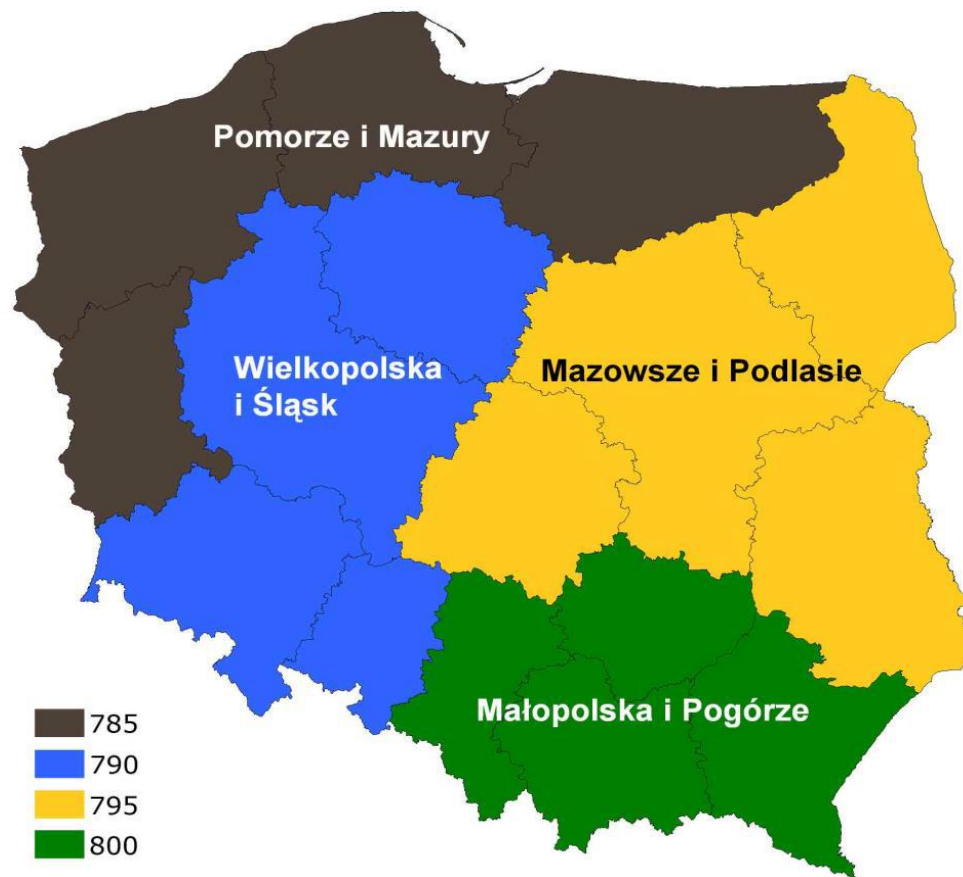 Pomorze i Mazury
Wielkopolska
i Śląsk
Mazowsze i Podlasie
Małopolska i Pogórze
785
790
795
800